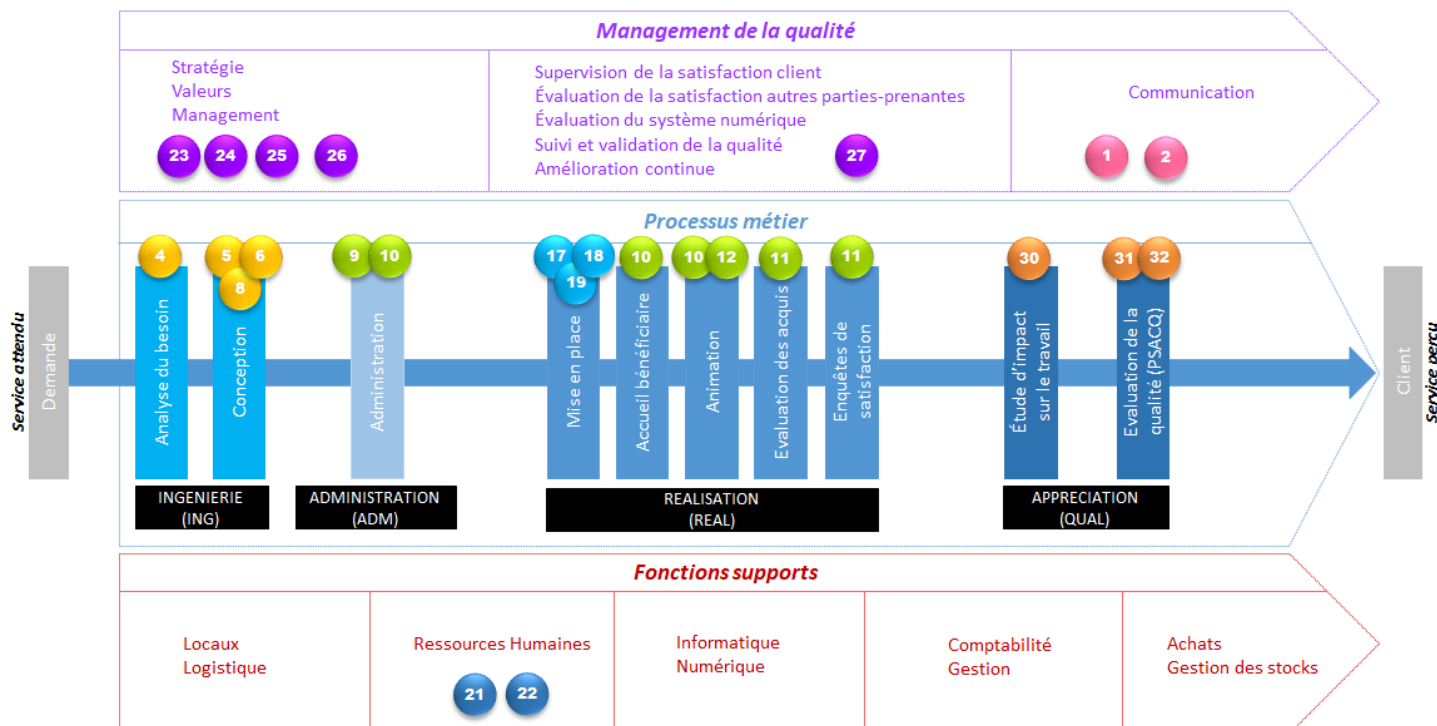 Management de la qualité
Stratégie
Valeurs
Management
23 24 25 26
Supervision de la satisfaction client
Évaluation de la satisfaction autres parties-prenantes
Évaluation du système numérique
Suivi et validation de la qualité
Amélioration continue
27
Communication
1 2
Processus métier
Service attendu
Demande
4
Analyse du besoin
5 6
8
Conception
INGENIERIE
(ING)
9 10
Administration
ADMINISTRATION
(ADM)
17 18
19
Mise en place
10
Accueil bénéficiaire
10 12
Animation
11
Evaluation des acquis
11
Enquêtes de
satisfaction
REALISATION
(REAL)
30
Étude d'impact
sur le travail
31 32
Evaluation de la
qualité (PSACQ)
APPRECIATION
(QUAL)
Client
Service perçu
Fonctions supports
Locaux
Logistique
Ressources Humaines
21 22
Informatique
Numérique
Comptabilité
Gestion
Achats
Gestion des stocks